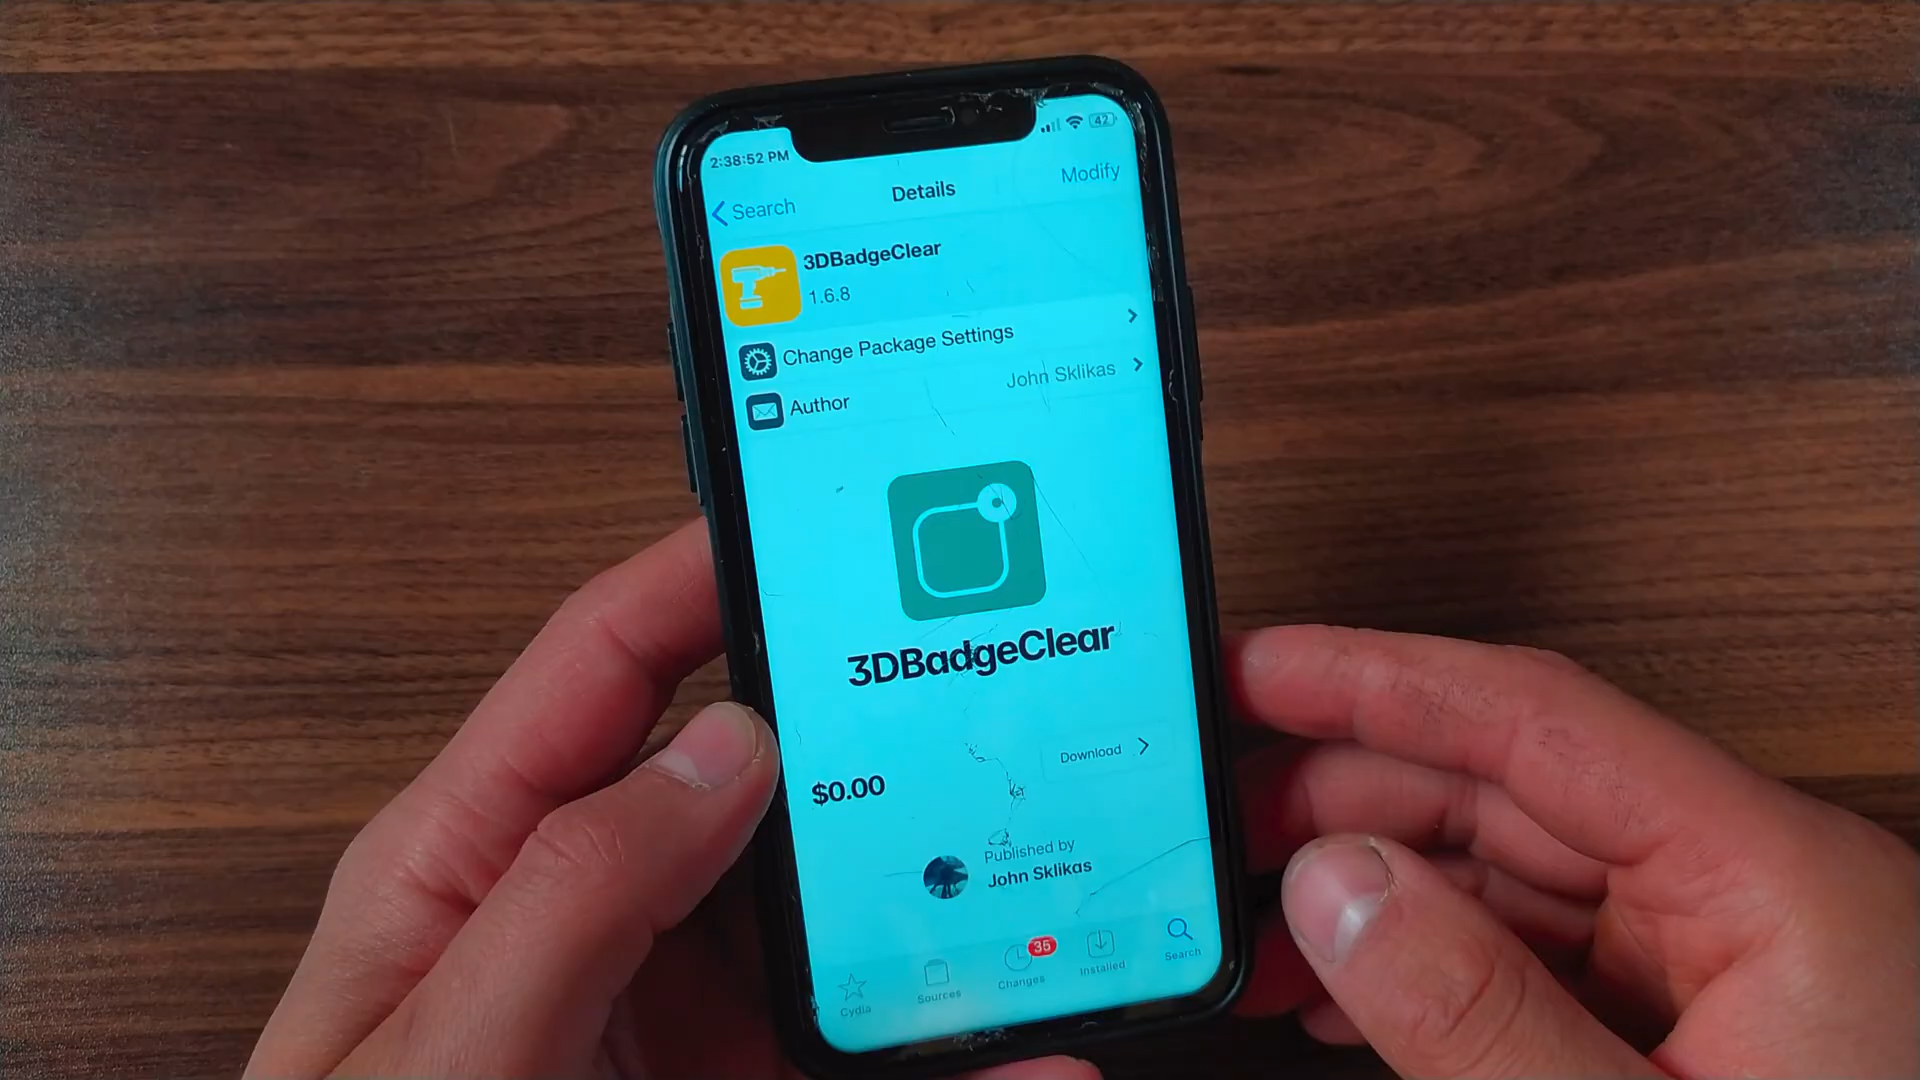 2:38:52 PM
42
Search
Details
Modify
3DBadgeClear
1.6.8
Change Package Settings
Author
John Sklikas
3DBadgeClear
$0.00
Download
Published by
John Sklikas
Cydia
Sources
35
Changes
Installed
Search